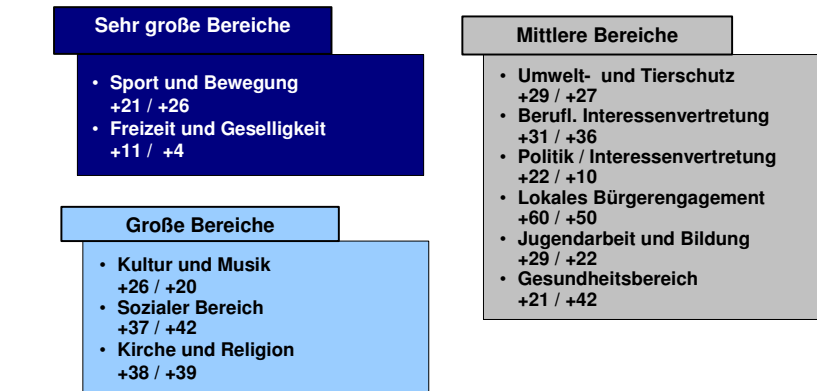 Sehr große Bereiche
• Sport und Bewegung
+21 / +26
• Freizeit und Geselligkeit
+11 / +4
Große Bereiche
• Kultur und Musik
+26 / +20
• Sozialer Bereich
+37 / +42
• Kirche und Religion
+38 / +39
Mittlere Bereiche
• Umwelt- und Tierschutz
+29 / +27
• Berufl. Interessenvertretung
+31 / +36
• Politik / Interessenvertretung
+22 / +10
• Lokales Bürgerengagement
+60 / +50
• Jugendarbeit und Bildung
+29 / +22
• Gesundheitsbereich
+21 / +42